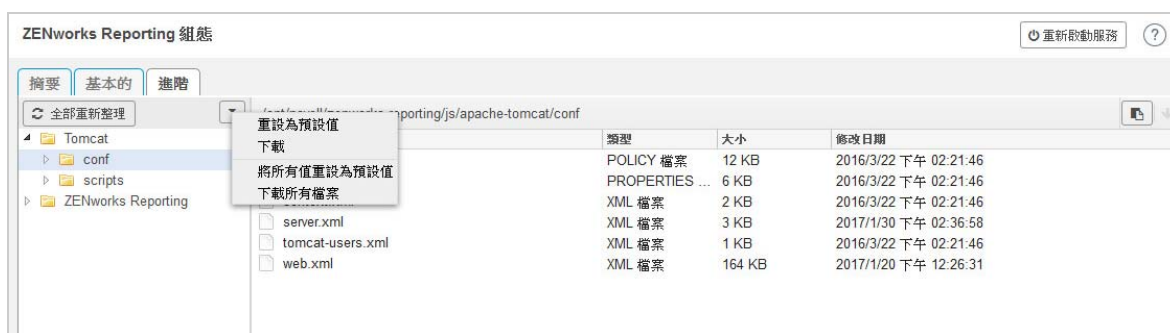 ZENworks Reporting 組態
重新啟動服務
?
摘要
基本的
進階
全部重新整理
porting/js/apache-tomcat/conf
重設為預設值
下載
將所有值重設為預設值
下載所有檔案
Tomcat
conf
scripts
ZENworks Reporting
類型 大小 修改日期
POLICY 檔案 12 KB 2016/3/22 下午 02:21:46
PROPERTIES ... 6 KB 2016/3/22 下午 02:21:46
XML 檔案 2 KB 2016/3/22 下午 02:21:46
server.xml XML 檔案 3 KB 2017/1/30 下午 02:36:58
tomcat-users.xml XML 檔案 1 KB 2016/3/22 下午 02:21:46
web.xml XML 檔案 164 KB 2017/1/20 下午 12:26:31